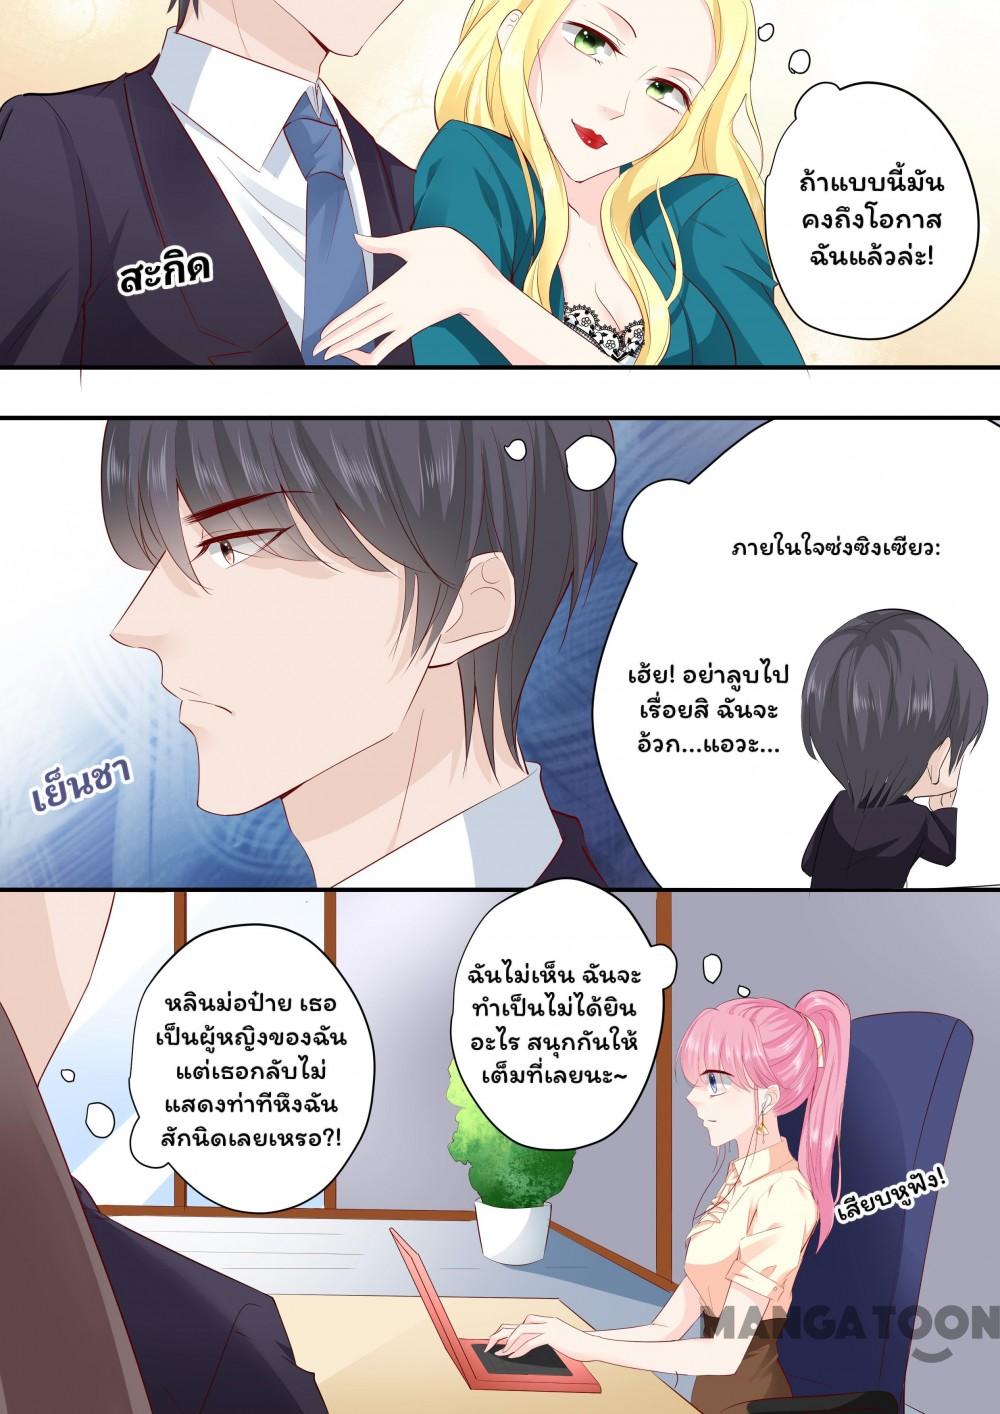 ถ้าแบบนี้มัน
คงถึงโอกาส
ฉันแล้วล่ะ!
สะกิด
ภายในใจซ่งซิงเซียว:
เฮ้ย! อย่าลูบไป
เรื่อยสิ ฉันจะ
อ้วก...แอวะ...
เย็นชา
ฉันไม่เห็น ฉันจะ
ทำเป็นไม่ได้ยิน
อะไร สนุกกันให้
เต็มที่เลยนะ~
หลินม่อป๋าย เธอ
เป็นผู้หญิงของฉัน
แต่เธอกลับไม่
แสดงท่าทีหึงฉัน
สักนิดเลยเหรอ?!
เสียบหูฟัง!
MANGATOON